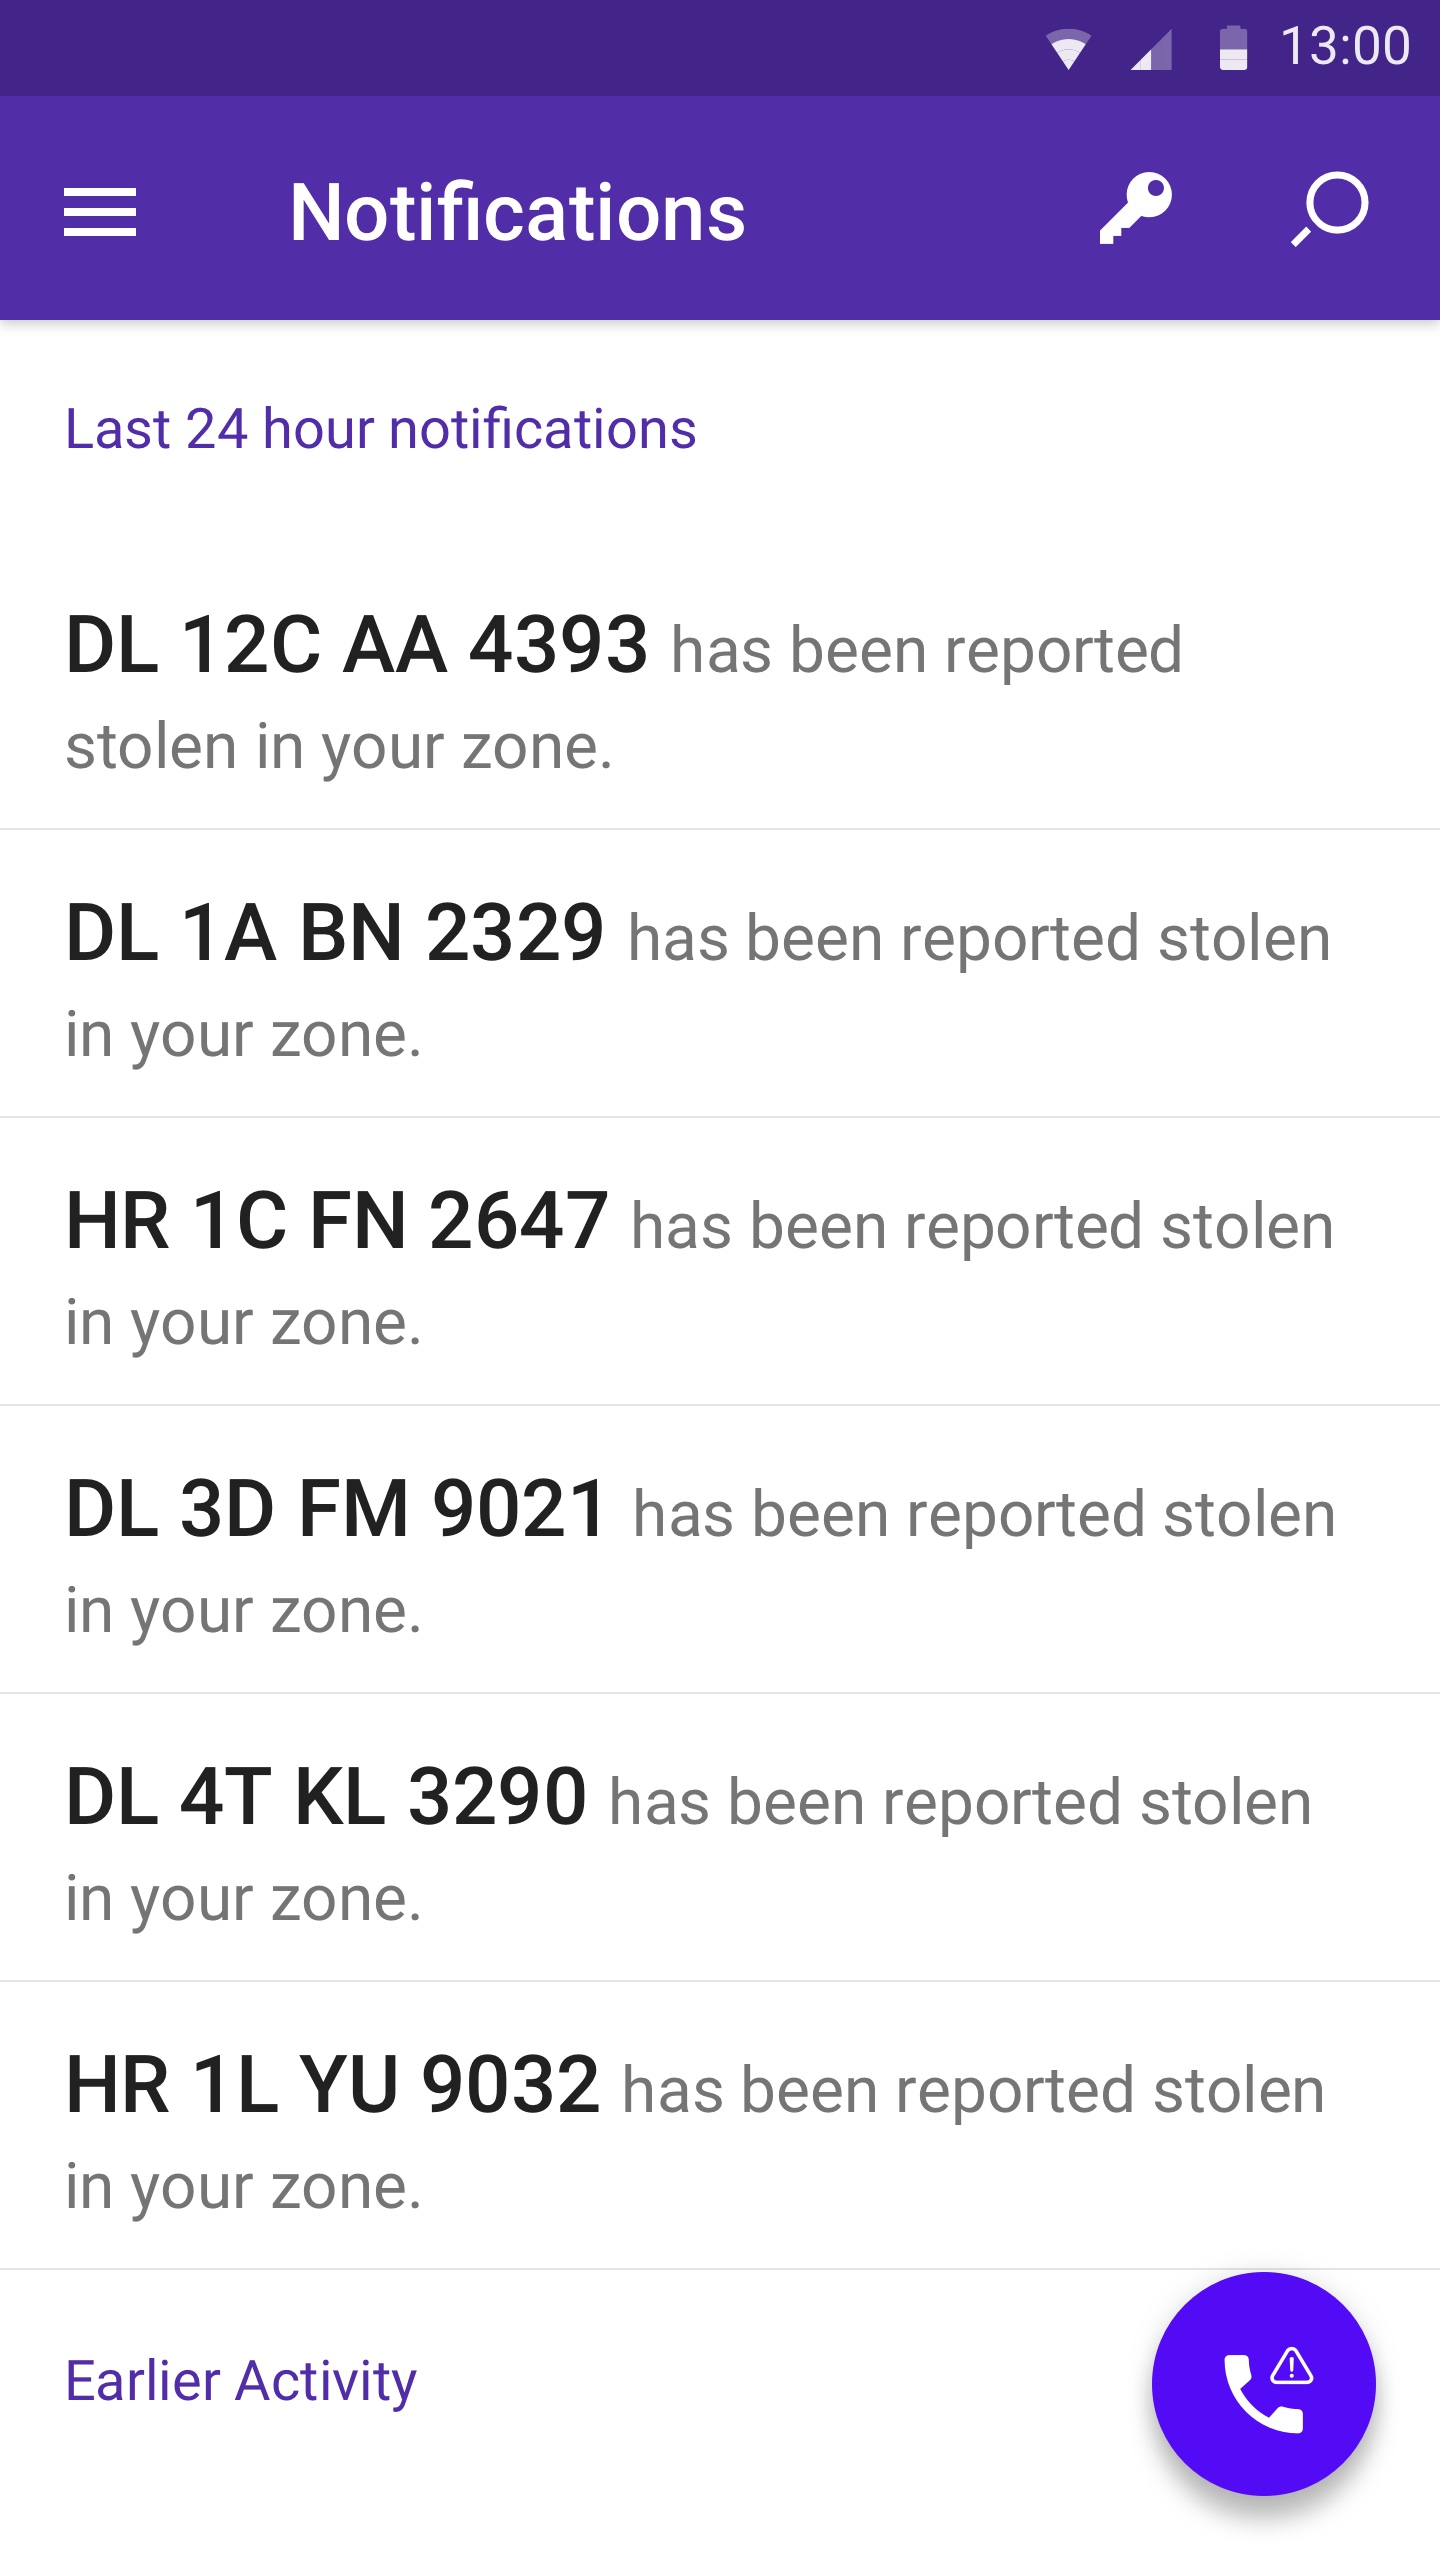 13:00
Notifications
Last 24 hour notifications
DL 12C AA 4393 has been reported
stolen in your zone.
DL 1A BN 2329 has been reported stolen
in your zone.
HR 1C FN 2647 has been reported stolen
in your zone.
DL 3D FM 9021 has been reported stolen
in your zone.
DL 4T KL 3290 has been reported stolen
in your zone.
HR 1L YU 9032 has been reported stolen
in your zone.
Earlier Activity